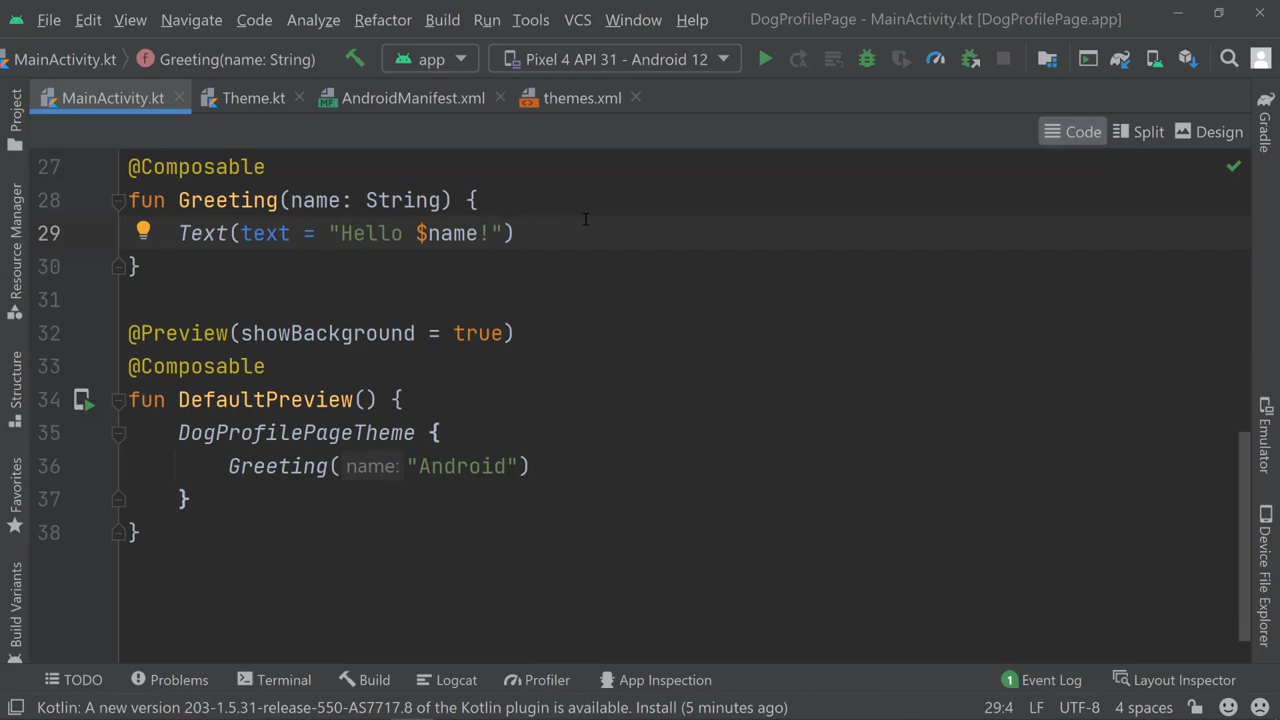 File Edit View Navigate Code Analyze Refactor Build Run Tools VCS Window Help DogProfilePage - MainActivity.kt [DogProfilePage.app]
MainActivity.kt Greeting(name: String) app Pixel 4 API 31 - Android 12
MainActivity.kt Theme.kt AndroidManifest.xml themes.xml
Code Split Design
Project
Resource Manager
Structure
Favorites
Build Variants
27 @Composable
28 fun Greeting(name: String) {
29 Text(text = "Hello $name!")
30 }
31
32 @Preview(showBackground = true)
33 @Composable
34 fun DefaultPreview() {
35 DogProfilePageTheme {
36 Greeting( name: "Android")
37 }
38 }
Gradle
Emulator
Device File Explorer
TODO Problems Terminal Build Logcat Profiler App Inspection 1 Event Log Layout Inspector
Kotlin: A new version 203-1.5.31-release-550-AS7717.8 of the Kotlin plugin is available. Install (5 minutes ago) 29:4 LF UTF-8 4 spaces